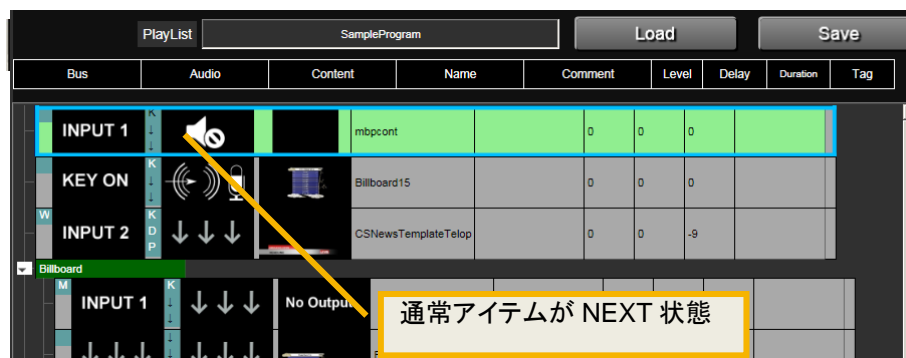 PlayList SampleProgram Load Save
Bus Audio Content Name Comment Level Delay Duration Tag
INPUT 1 K mbpcont 0 0 0
KEY ON K Billboard15 0 0 0
W INPUT 2 K D P CSNewsTemplateTelop 0 0 -9
Billboard
M INPUT 1 K No Output
通常アイテムが NEXT 状態